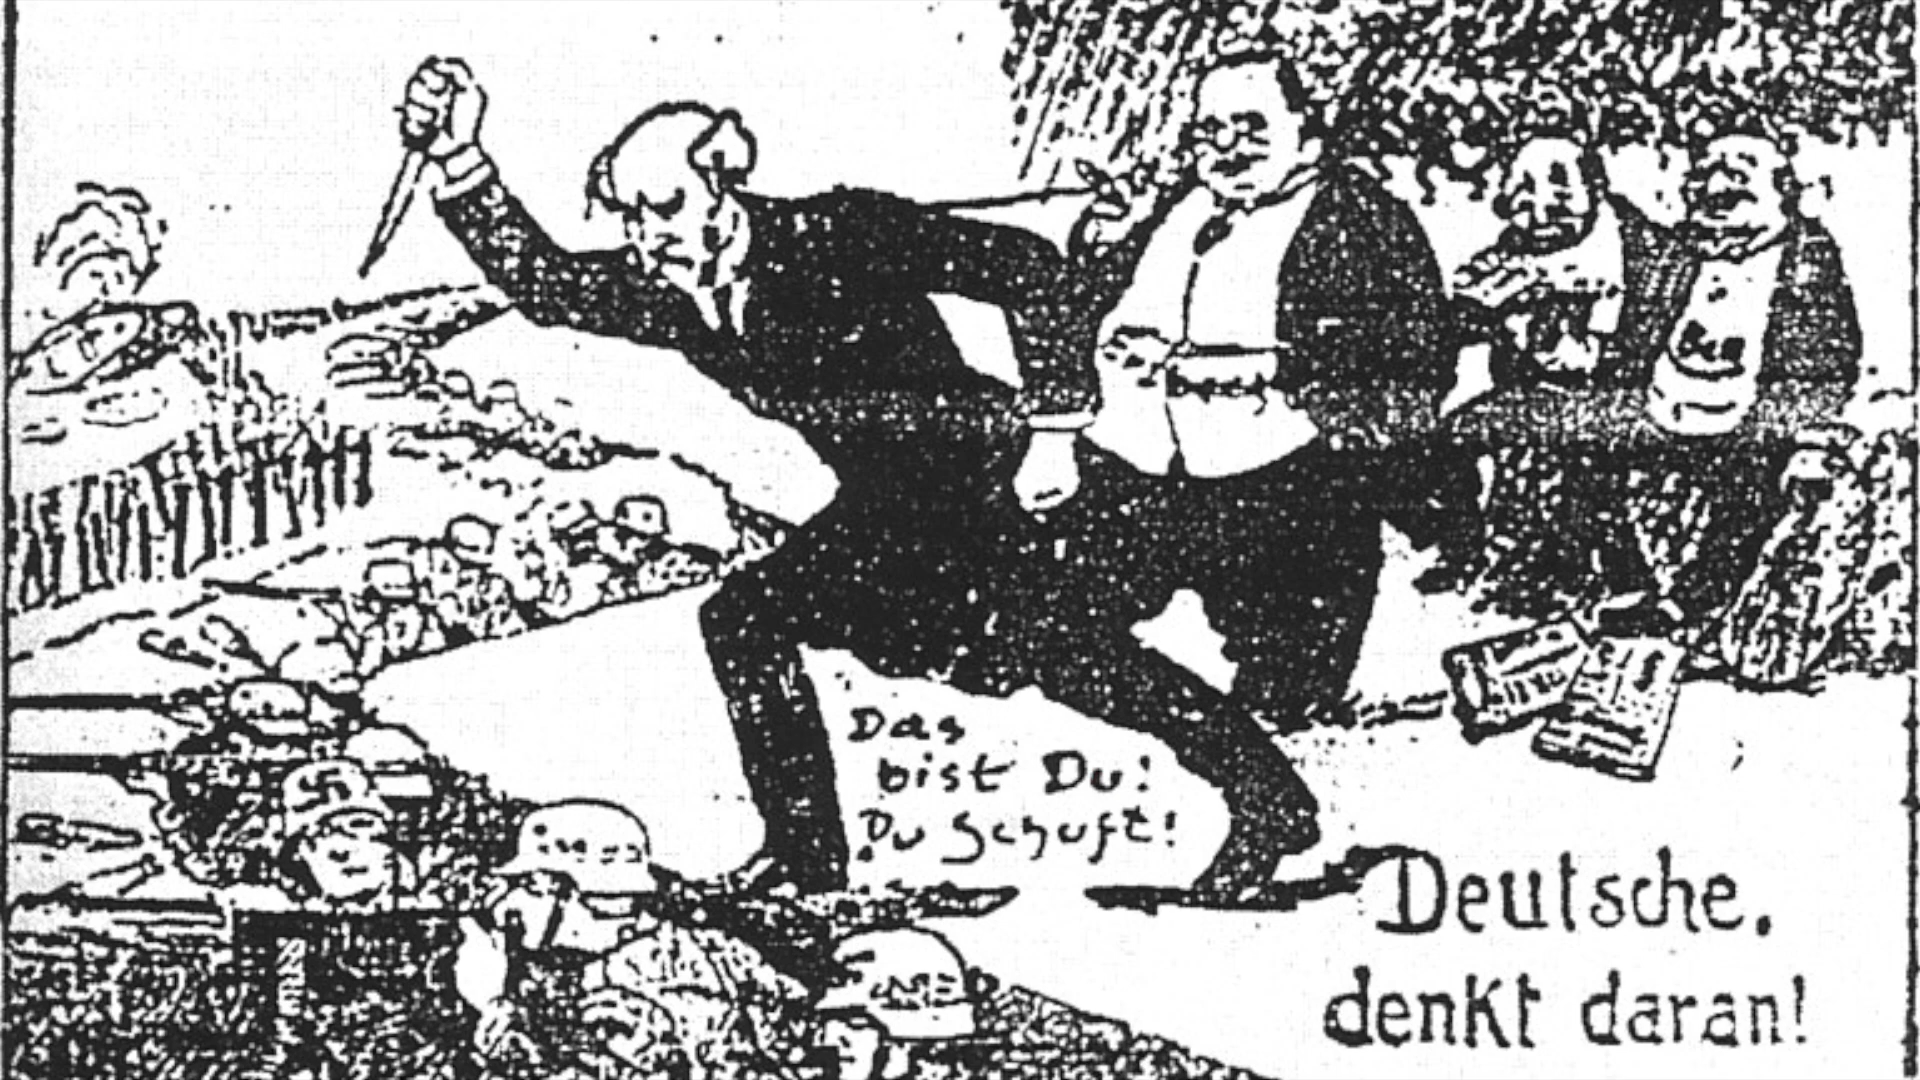 Das
bist Du!
Du Schuft!
Deutsche,
denkt daran!